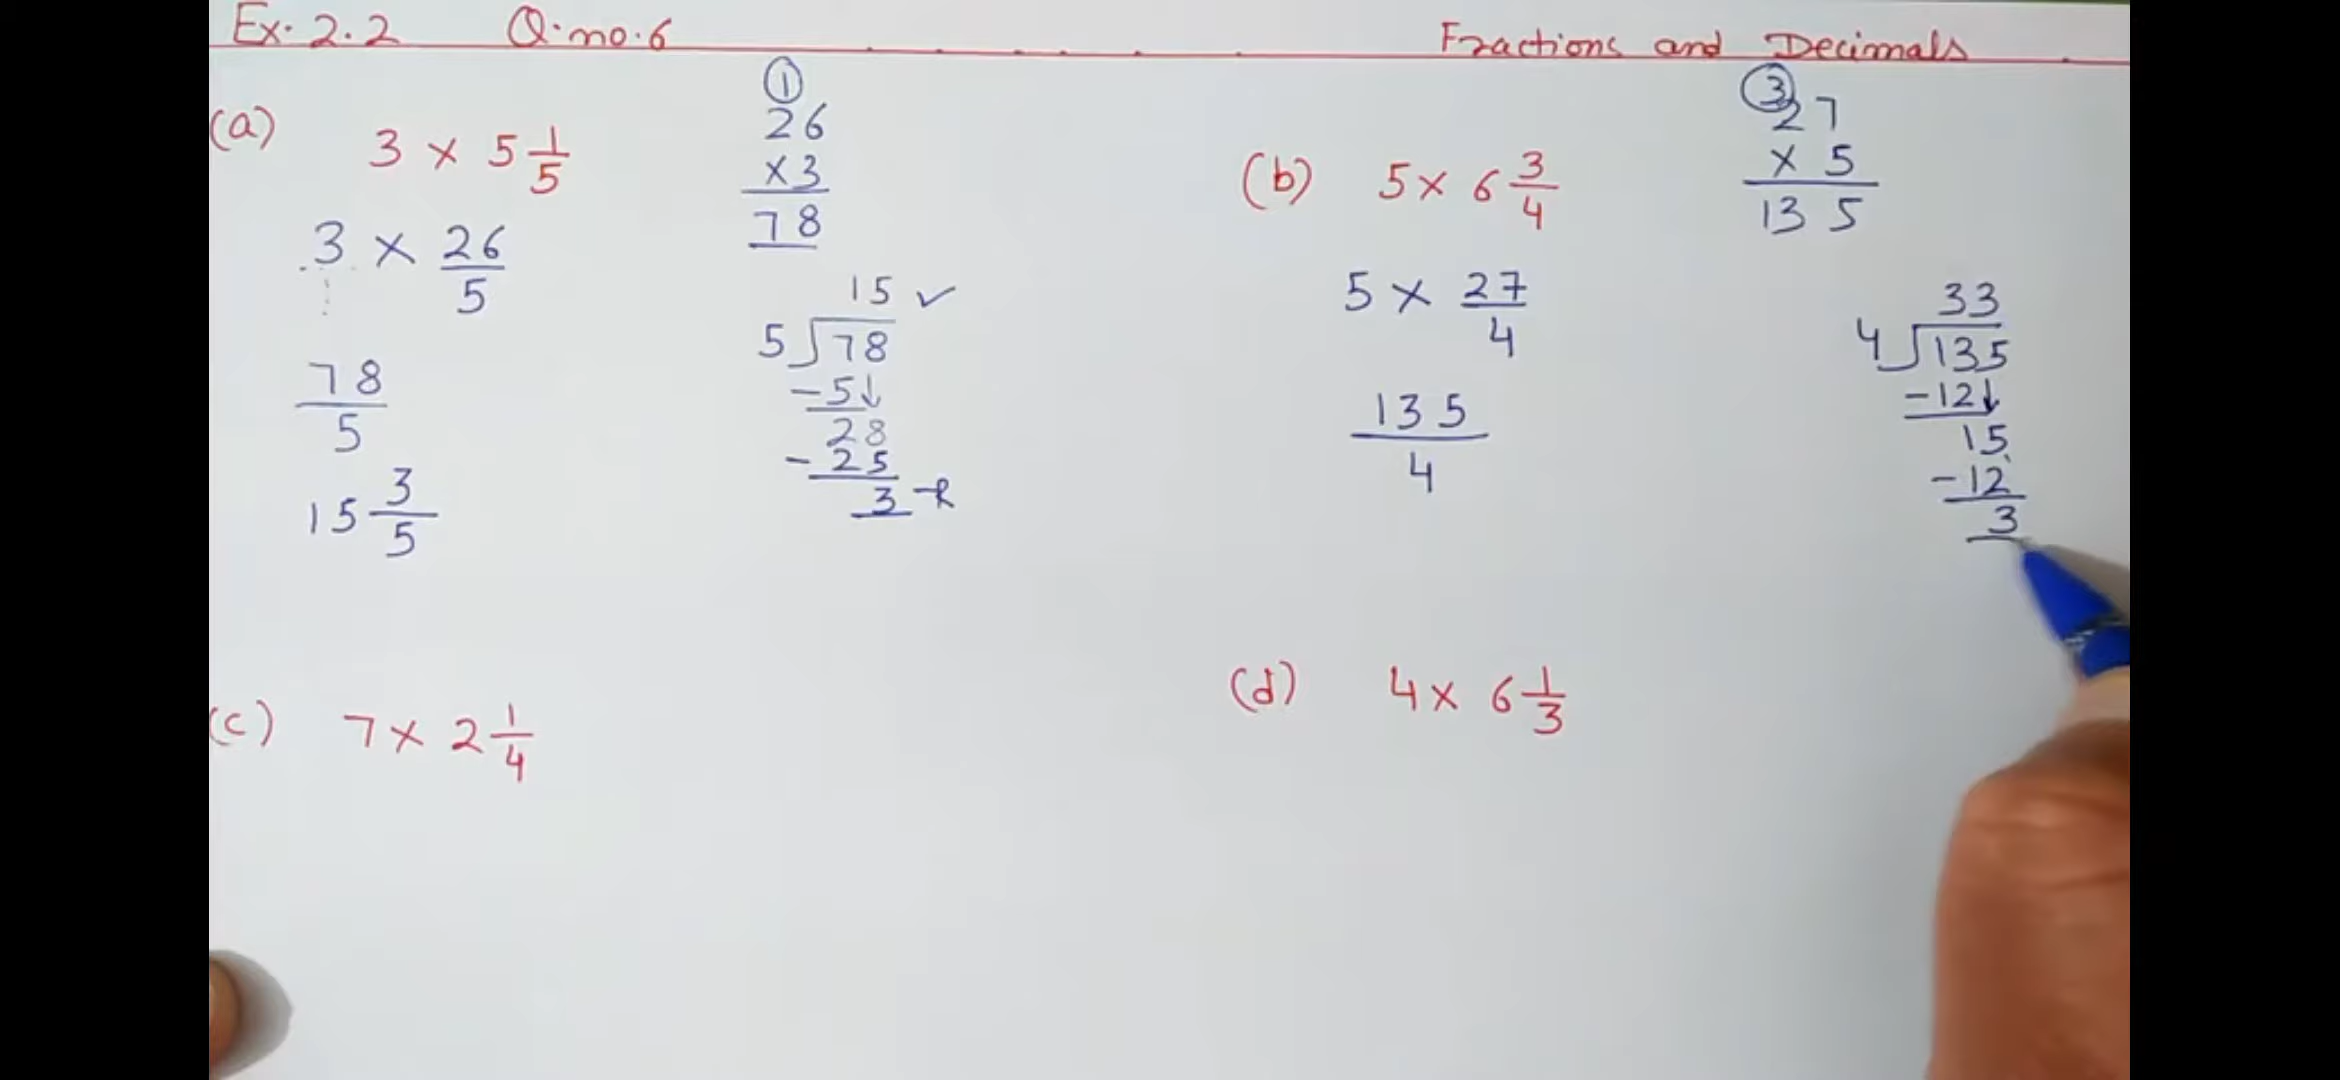 Ex. 2.2 Q.no.6 Fractions and Decimals
(a) 3 × 5 1/5
3 × 26/5
78/5
15 3/5
①
26
×3
78
15 ✓
5 78
-5↓
28
-25
3 →R
(b) 5 × 6 3/4
5 × 27/4
135/4
③
27
× 5
135
33
4 135
-12↓
15
-12
3
(c) 7 × 2 1/4
(d) 4 × 6 1/3